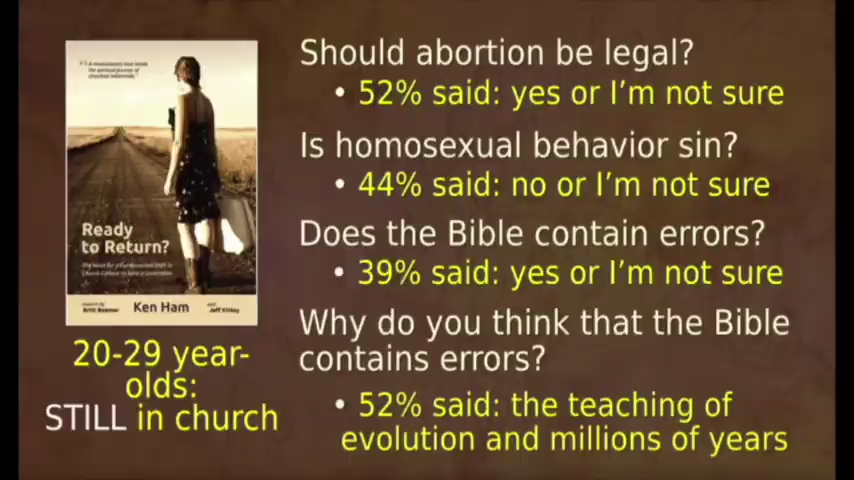 Should abortion be legal?
• 52% said: yes or I'm not sure
Is homosexual behavior sin?
• 44% said: no or I'm not sure
Does the Bible contain errors?
• 39% said: yes or I'm not sure
Why do you think that the Bible
contains errors?
• 52% said: the teaching of
evolution and millions of years
Ready
to Return?
Ken Ham
20-29 year-
olds:
STILL in church